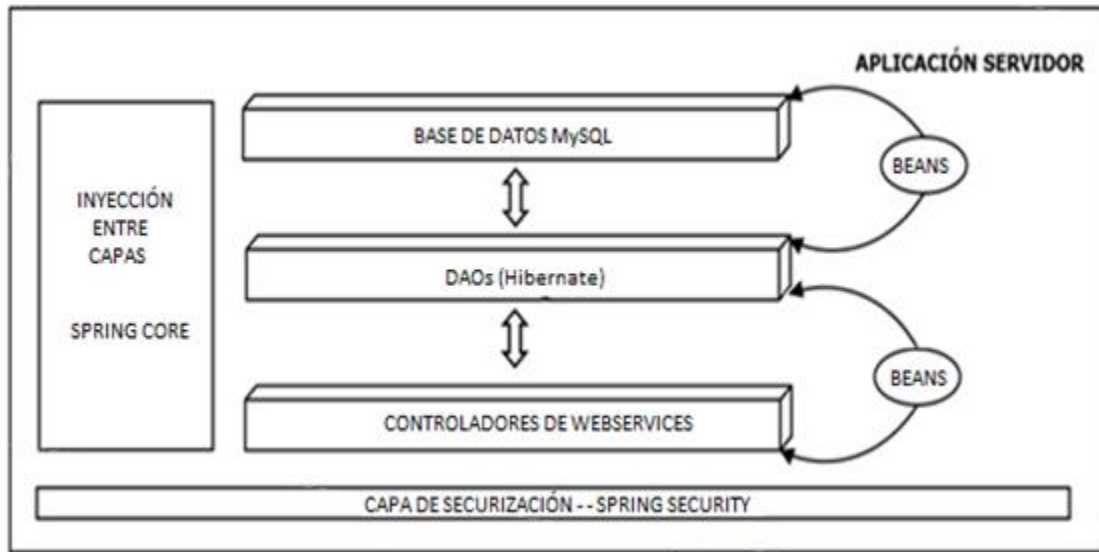 APLICACIÓN SERVIDOR
BASE DE DATOS MySQL
BEANS
INYECCIÓN
ENTRE
CAPAS
DAOs (Hibernate)
SPRING CORE
BEANS
CONTROLADORES DE WEBSERVICES
CAPA DE SECURIZACIÓN - - SPRING SECURITY